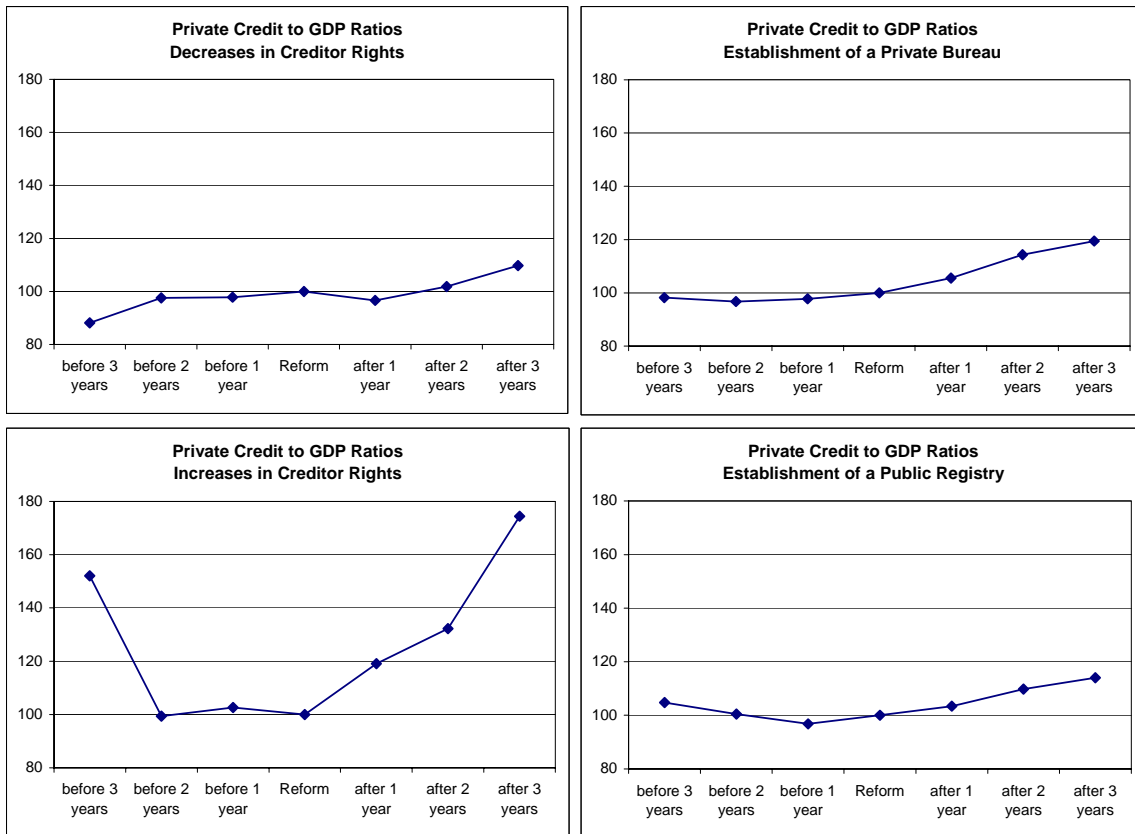 Private Credit to GDP Ratios
Decreases in Creditor Rights
180
160
140
120
100
80
before 3 years
before 2 years
before 1 year
Reform
after 1 year
after 2 years
after 3 years
Private Credit to GDP Ratios
Establishment of a Private Bureau
180
160
140
120
100
80
before 3 years
before 2 years
before 1 year
Reform
after 1 year
after 2 years
after 3 years
Private Credit to GDP Ratios
Increases in Creditor Rights
180
160
140
120
100
80
before 3 years
before 2 years
before 1 year
Reform
after 1 year
after 2 years
after 3 years
Private Credit to GDP Ratios
Establishment of a Public Registry
180
160
140
120
100
80
before 3 years
before 2 years
before 1 year
Reform
after 1 year
after 2 years
after 3 years